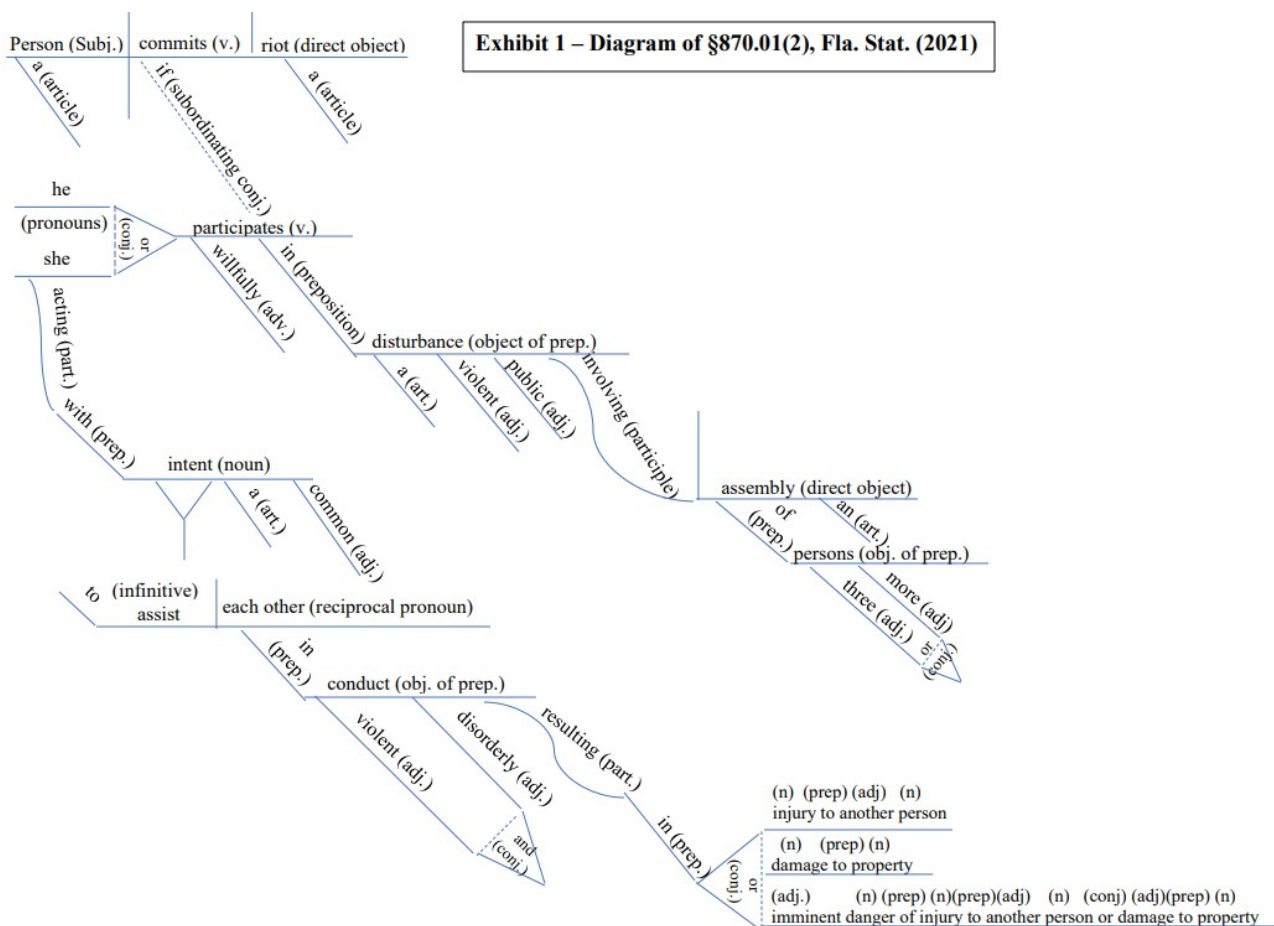 Exhibit 1 – Diagram of §870.01(2), Fla. Stat. (2021)
Person (Subj.)
commits (v.)
riot (direct object)
a (article)
if (subordinating conj.)
a (article)
he
(pronouns)
she
or
(conj.)
participates (v.)
willfully (adv.)
in (preposition)
acting (part.)
disturbance (object of prep.)
a (art.)
violent (adj.)
public (adj.)
involving (participle)
with (prep.)
intent (noun)
a (art.)
common (adj.)
assembly (direct object)
of
(prep.)
an (art.)
persons (obj. of prep.)
three (adj.)
more (adj)
or
(conj.)
to
(infinitive)
assist
each other (reciprocal pronoun)
in
(prep.)
conduct (obj. of prep.)
violent (adj.)
disorderly (adj.)
and
(conj.)
resulting (part.)
in (prep.)
or
(conj.)
(n) (prep) (adj) (n)
injury to another person
(n) (prep) (n)
damage to property
(adj.) (n) (prep) (n)(prep)(adj) (n) (conj) (adj)(prep) (n)
imminent danger of injury to another person or damage to property